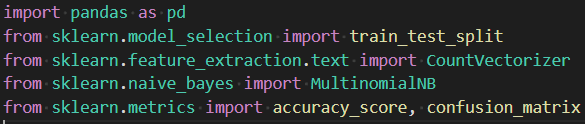 import pandas as pd
from sklearn.model_selection import train_test_split
from sklearn.feature_extraction.text import CountVectorizer
from sklearn.naive_bayes import MultinomialNB
from sklearn.metrics import accuracy_score, confusion_matrix